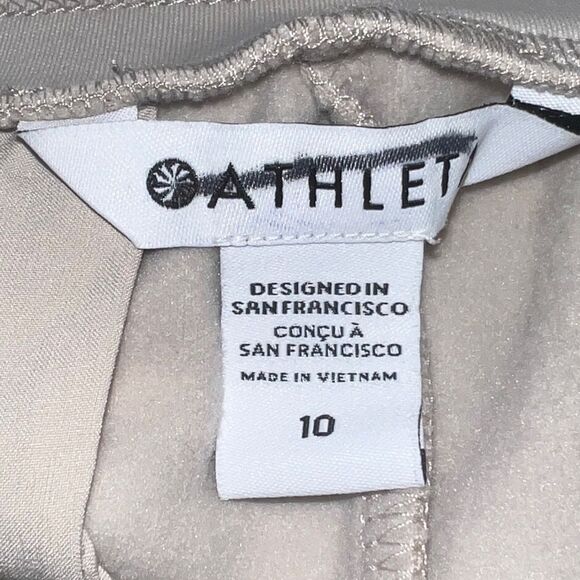 ATHLET
DESIGNED IN
SAN FRANCISCO
CONÇU À
SAN FRANCISCO
MADE IN VIETNAM
10